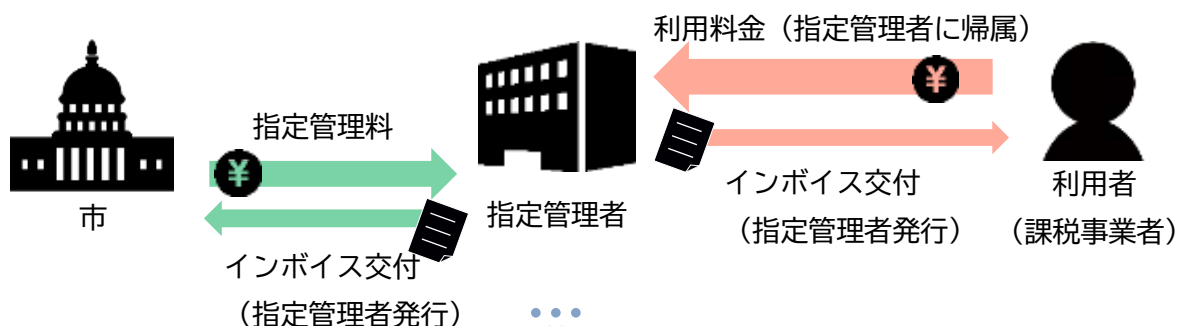 利用料金（指定管理者に帰属）
¥
指定管理料
¥
市
指定管理者
インボイス交付
（指定管理者発行）
利用者
（課税事業者）
インボイス交付
（指定管理者発行）